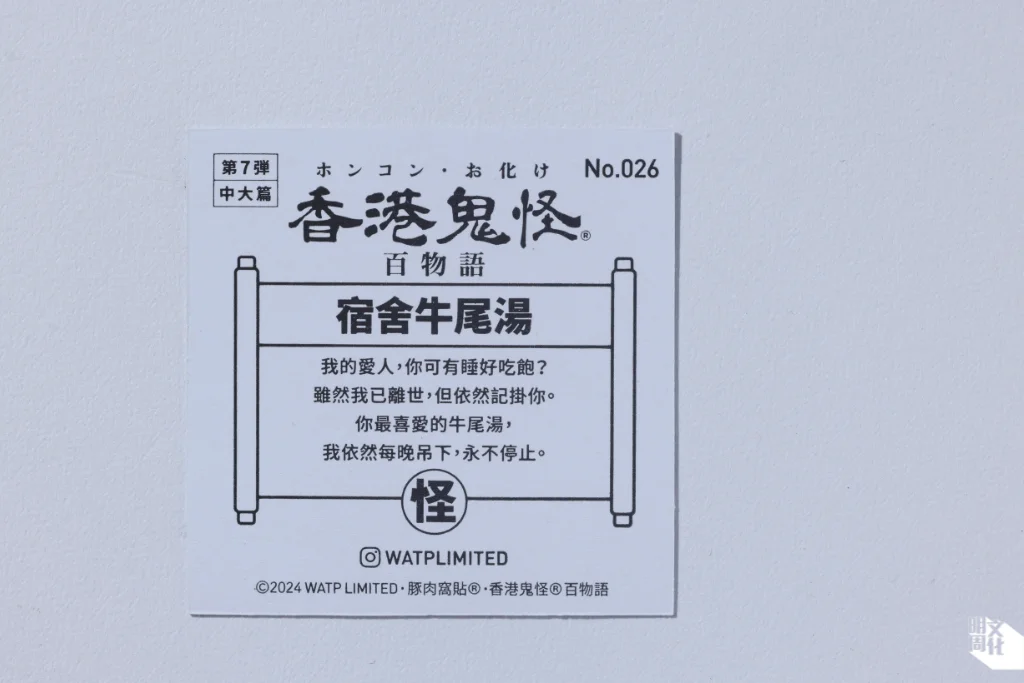 第7弾
中大篇
ホンコン・お化け
No.026
香港鬼怪®
百物語
宿舍牛尾湯
我的愛人,你可有睡好吃飽?
雖然我已離世,但依然記掛你。
你最喜愛的牛尾湯,
我依然每晚吊下,永不停止。
怪
WATPLIMITED
©2024 WATP LIMITED・豚肉窩貼®・香港鬼怪®百物語
明周
文化